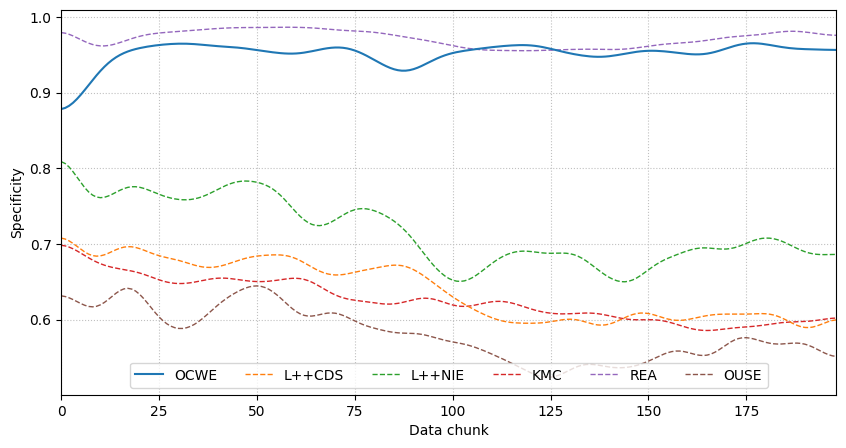 1.0
0.9
0.8
0.7
0.6
Specificity
OCWE L++CDS L++NIE KMC REA OUSE
0 25 50 75 100 125 150 175
Data chunk